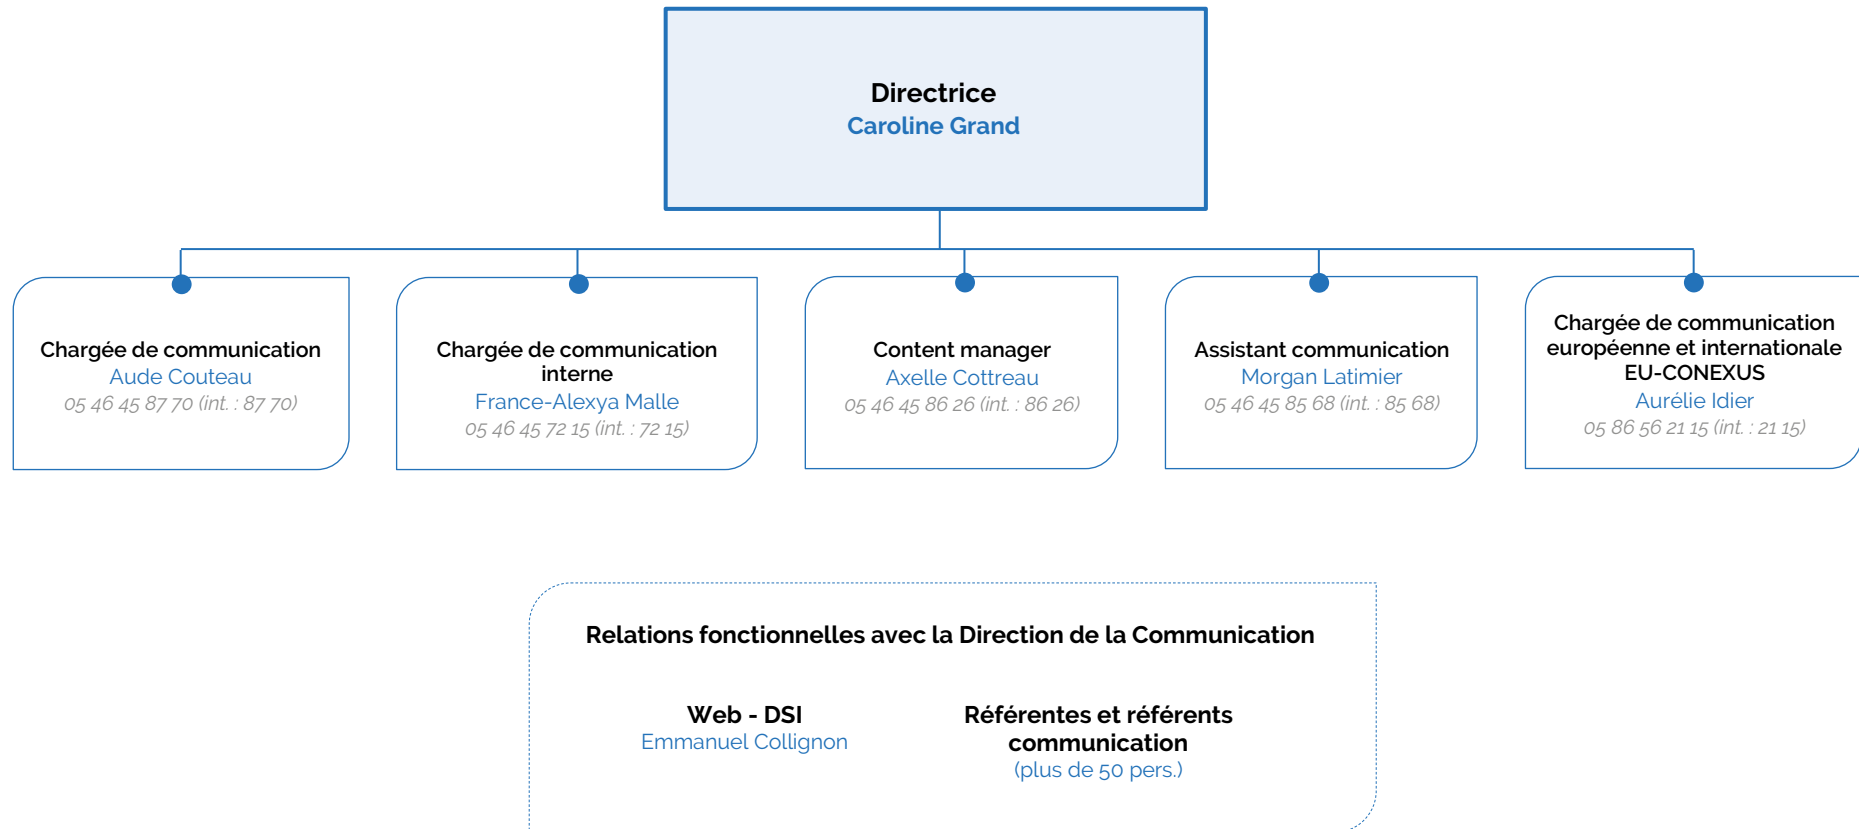 Directrice
Caroline Grand
Chargée de communication
Aude Couteau
05 46 45 87 70 (int. : 87 70)
Chargée de communication
interne
France-Alexya Malle
05 46 45 72 15 (int. : 72 15)
Content manager
Axelle Cottreau
05 46 45 86 26 (int. : 86 26)
Assistant communication
Morgan Latimier
05 46 45 85 68 (int. : 85 68)
Chargée de communication
européenne et internationale
EU-CONEXUS
Aurélie Idier
05 86 56 21 15 (int. : 21 15)
Relations fonctionnelles avec la Direction de la Communication
Web - DSI
Emmanuel Collignon
Référentes et référents
communication
(plus de 50 pers.)